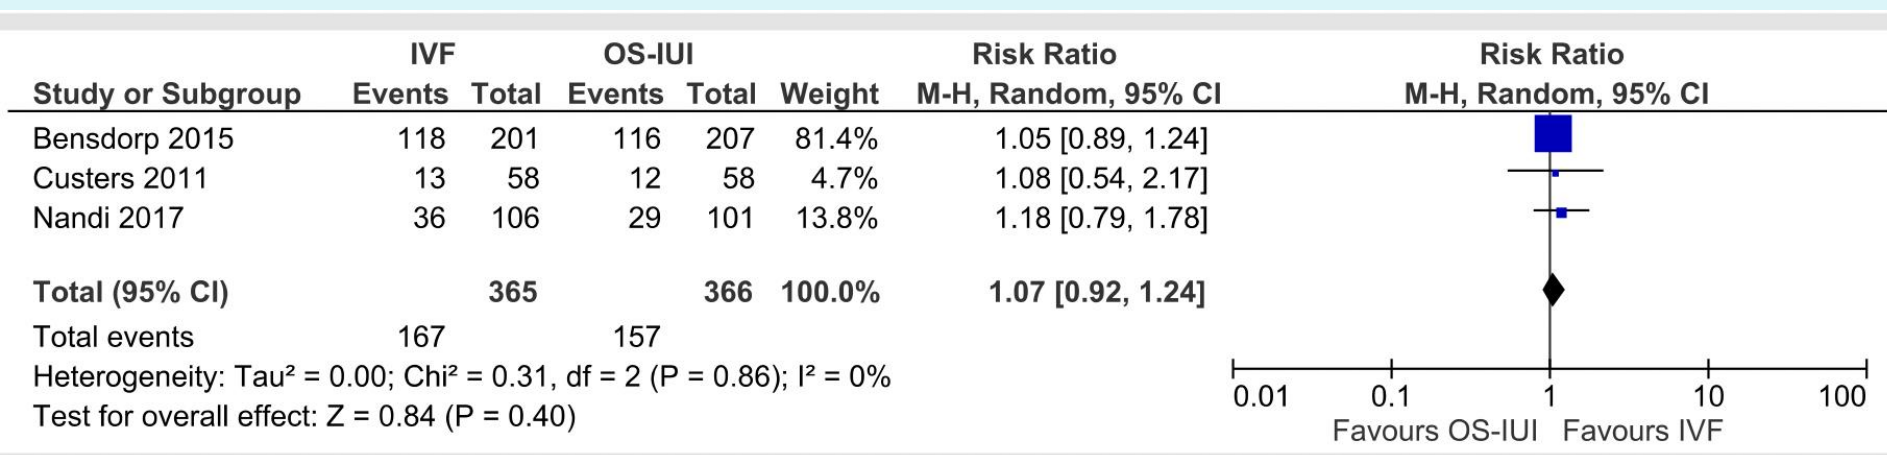 IVF OS-IUI Risk Ratio Risk Ratio
Study or Subgroup Events Total Events Total Weight M-H, Random, 95% CI M-H, Random, 95% CI
Bensdorp 2015 118 201 116 207 81.4% 1.05 [0.89, 1.24]
Custers 2011 13 58 12 58 4.7% 1.08 [0.54, 2.17]
Nandi 2017 36 106 29 101 13.8% 1.18 [0.79, 1.78]
Total (95% CI) 365 366 100.0% 1.07 [0.92, 1.24]
Total events 167 157
Heterogeneity: Tau² = 0.00; Chi² = 0.31, df = 2 (P = 0.86); I² = 0%
Test for overall effect: Z = 0.84 (P = 0.40)
0.01 0.1 1 10 100
Favours OS-IUI Favours IVF